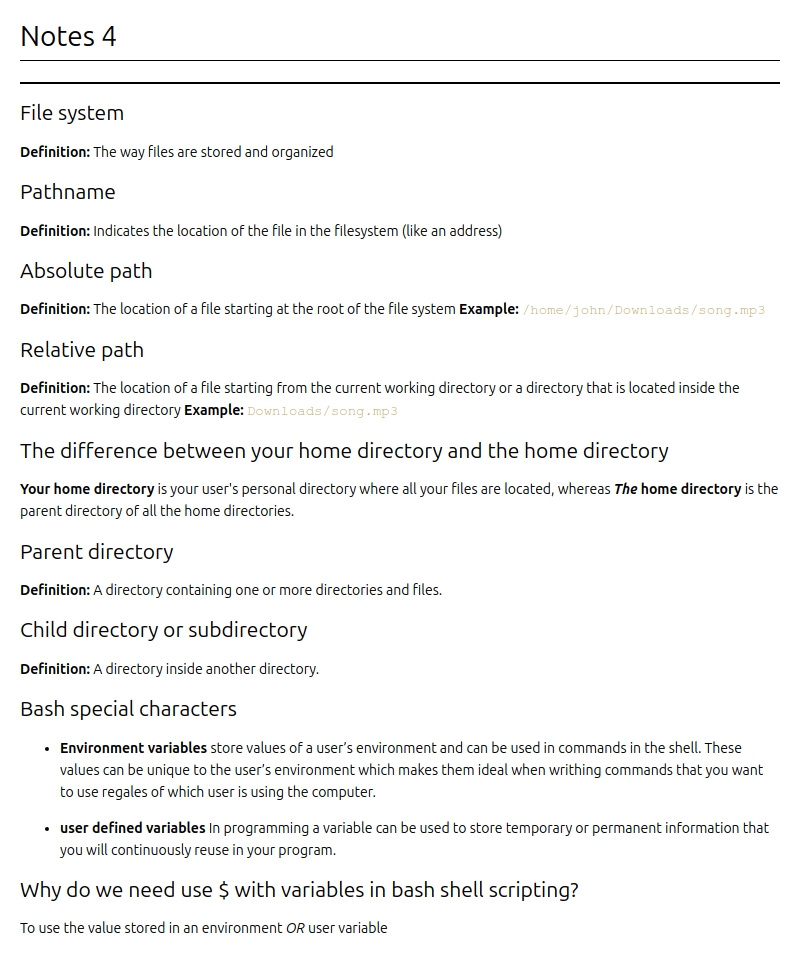 Notes 4
File system
Definition: The way files are stored and organized
Pathname
Definition: Indicates the location of the file in the filesystem (like an address)
Absolute path
Definition: The location of a file starting at the root of the file system Example: /home/john/Downloads/song.mp3
Relative path
Definition: The location of a file starting from the current working directory or a directory that is located inside the
current working directory Example: Downloads/song.mp3
The difference between your home directory and the home directory
Your home directory is your user's personal directory where all your files are located, whereas The home directory is the
parent directory of all the home directories.
Parent directory
Definition: A directory containing one or more directories and files.
Child directory or subdirectory
Definition: A directory inside another directory.
Bash special characters
• Environment variables store values of a user’s environment and can be used in commands in the shell. These
values can be unique to the user’s environment which makes them ideal when writhing commands that you want
to use regales of which user is using the computer.
• user defined variables In programming a variable can be used to store temporary or permanent information that
you will continuously reuse in your program.
Why do we need use $ with variables in bash shell scripting?
To use the value stored in an environment OR user variable